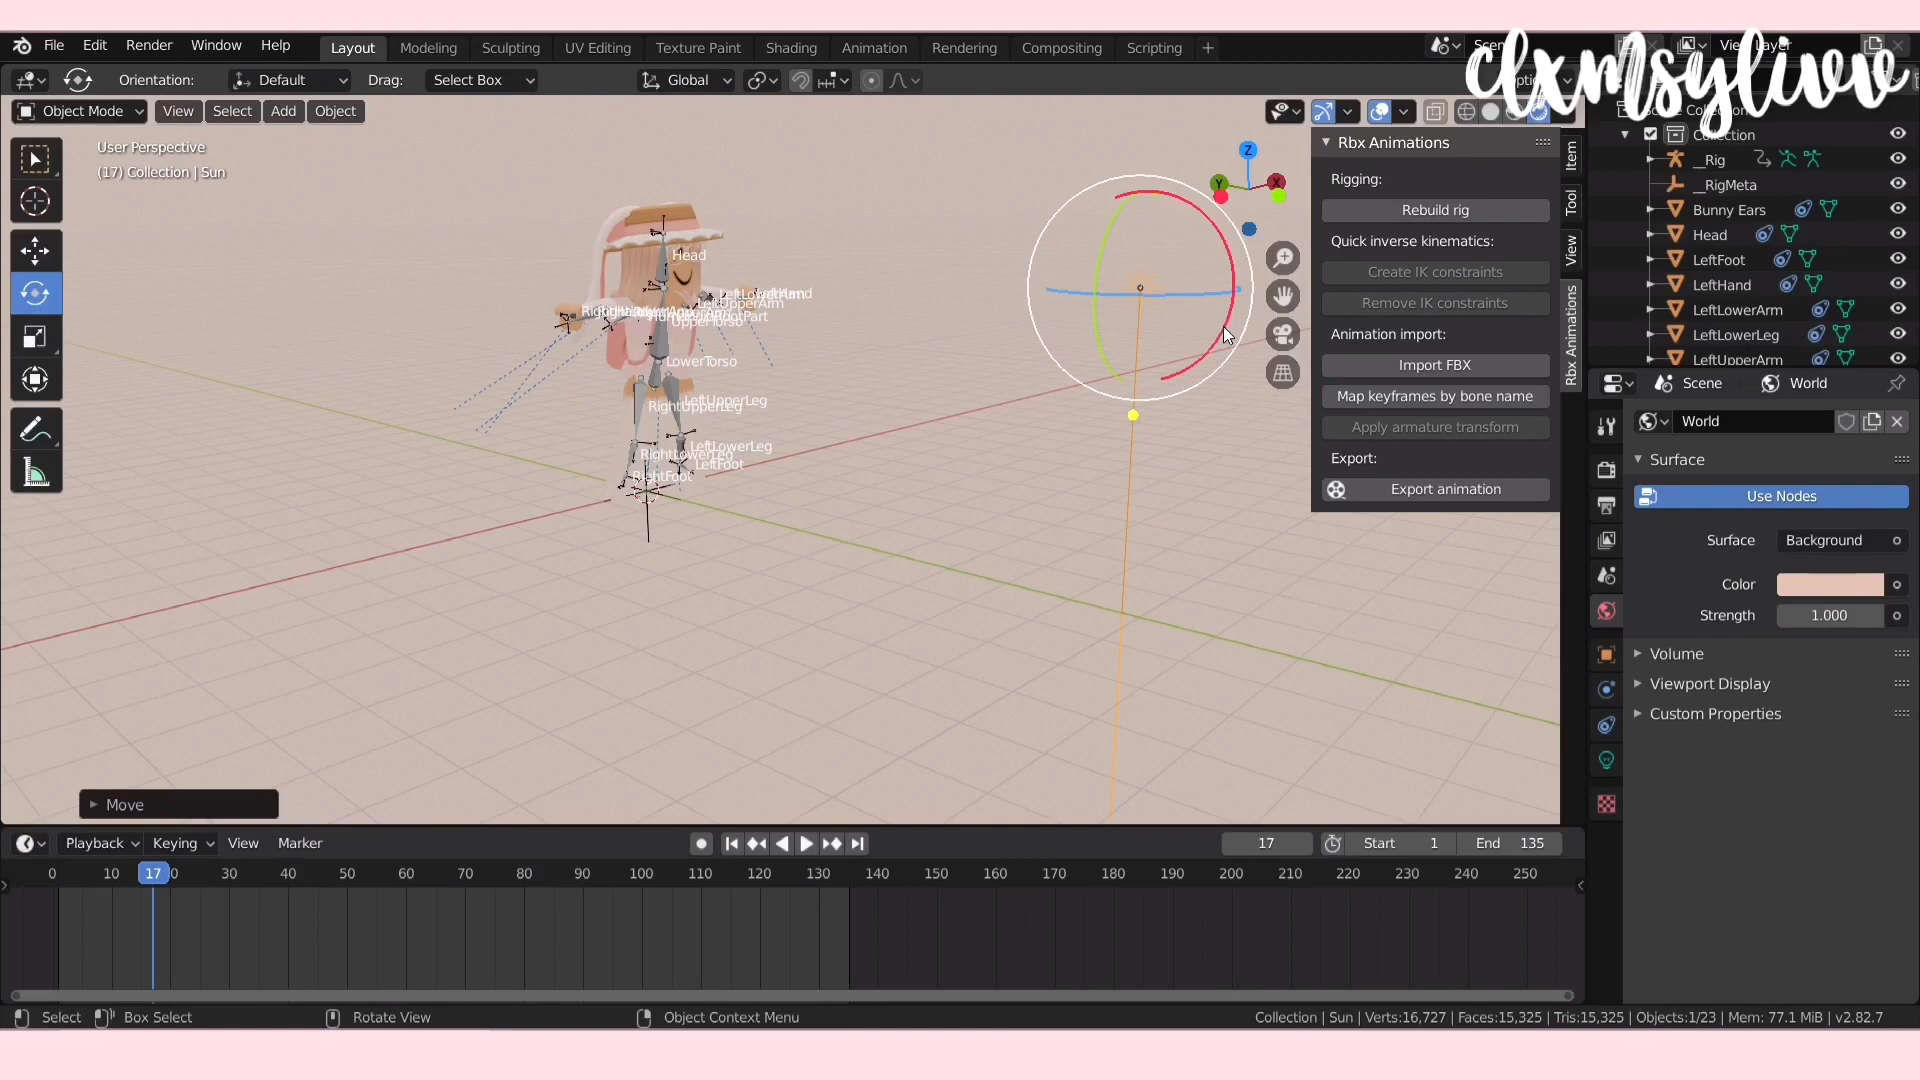 clxmsylivv
File Edit Render Window Help
Layout Modeling Sculpting UV Editing Texture Paint Shading Animation Rendering Compositing Scripting +
View Layer
Orientation: Default Drag: Select Box Global
Object Mode View Select Add Object
User Perspective
(17) Collection | Sun
Z
Y X
Head
UpperTorso
LowerTorso
LeftUpperLeg
RightUpperLeg
LeftLowerLeg
RightLowerLeg
LeftFoot
RightFoot
Rbx Animations
Rigging:
Rebuild rig
Quick inverse kinematics:
Create IK constraints
Remove IK constraints
Animation import:
Import FBX
Map keyframes by bone name
Apply armature transform
Export:
Export animation
Item
Tool
View
Rbx Animations
Collection
__Rig
__RigMeta
Bunny Ears
Head
LeftFoot
LeftHand
LeftLowerArm
LeftLowerLeg
LeftUpperArm
Scene World
World
Surface
Use Nodes
Surface Background
Color
Strength 1.000
Volume
Viewport Display
Custom Properties
Move
Playback Keying View Marker
17 Start 1 End 135
0 10 17 0 30 40 50 60 70 80 90 100 110 120 130 140 150 160 170 180 190 200 210 220 230 240 250
Select Box Select Rotate View Object Context Menu
Collection | Sun | Verts:16,727 | Faces:15,325 | Tris:15,325 | Objects:1/23 | Mem: 77.1 MiB | v2.82.7